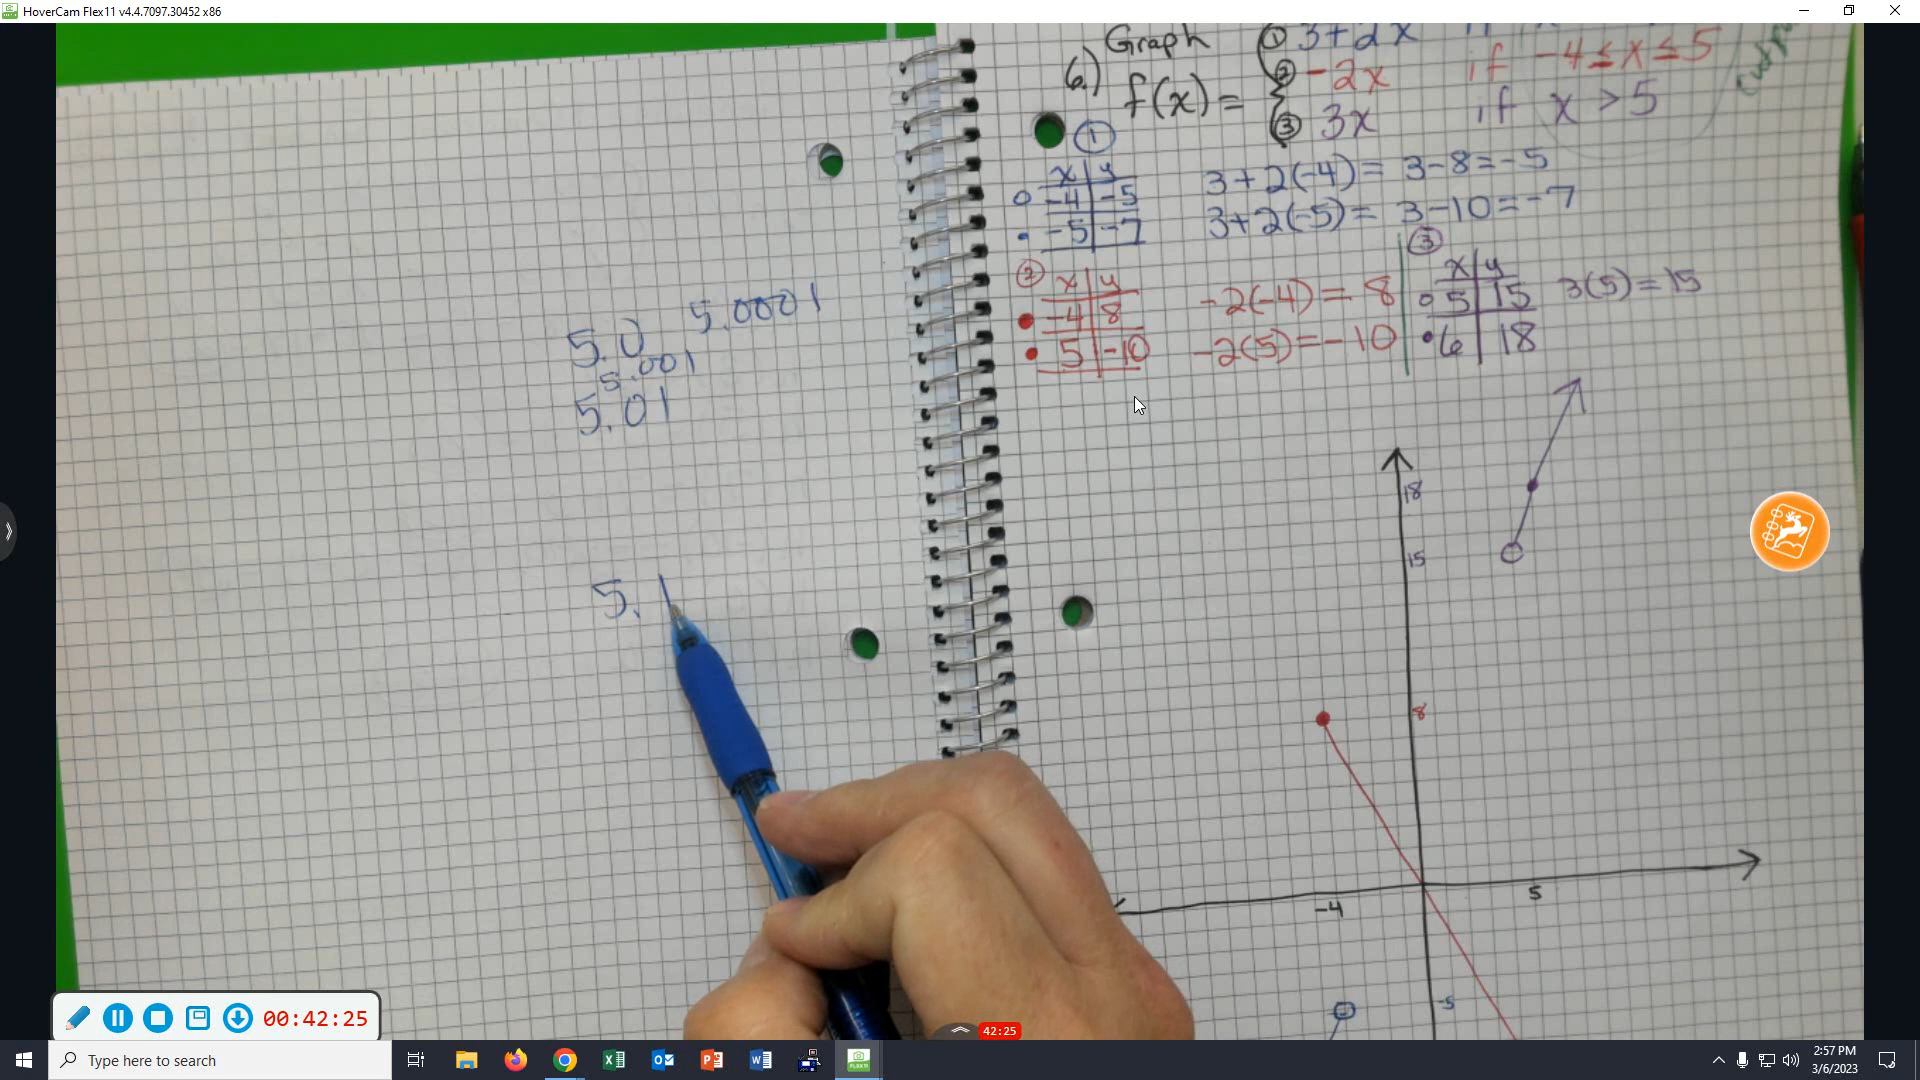 HoverCam Flex11 v4.4.7097.30452 x86
6.) Graph
f(x) =
① 3+2x if
② -2x if -4≤x≤5
③ 3x if x >5
①
x y
-4 -5
-5 -7
3+2(-4)= 3-8=-5
3+2(-5)= 3-10=-7
②
x y
-4 8
5 -10
-2(-4)=8
-2(5)=-10
③
x y
5 15
6 18
3(5)=15
5.0
5.0001
5.001
5.01
5.1
18
15
8
-4
5
-5
00:42:25
42:25
Type here to search
FLEX11
2:57 PM
3/6/2023